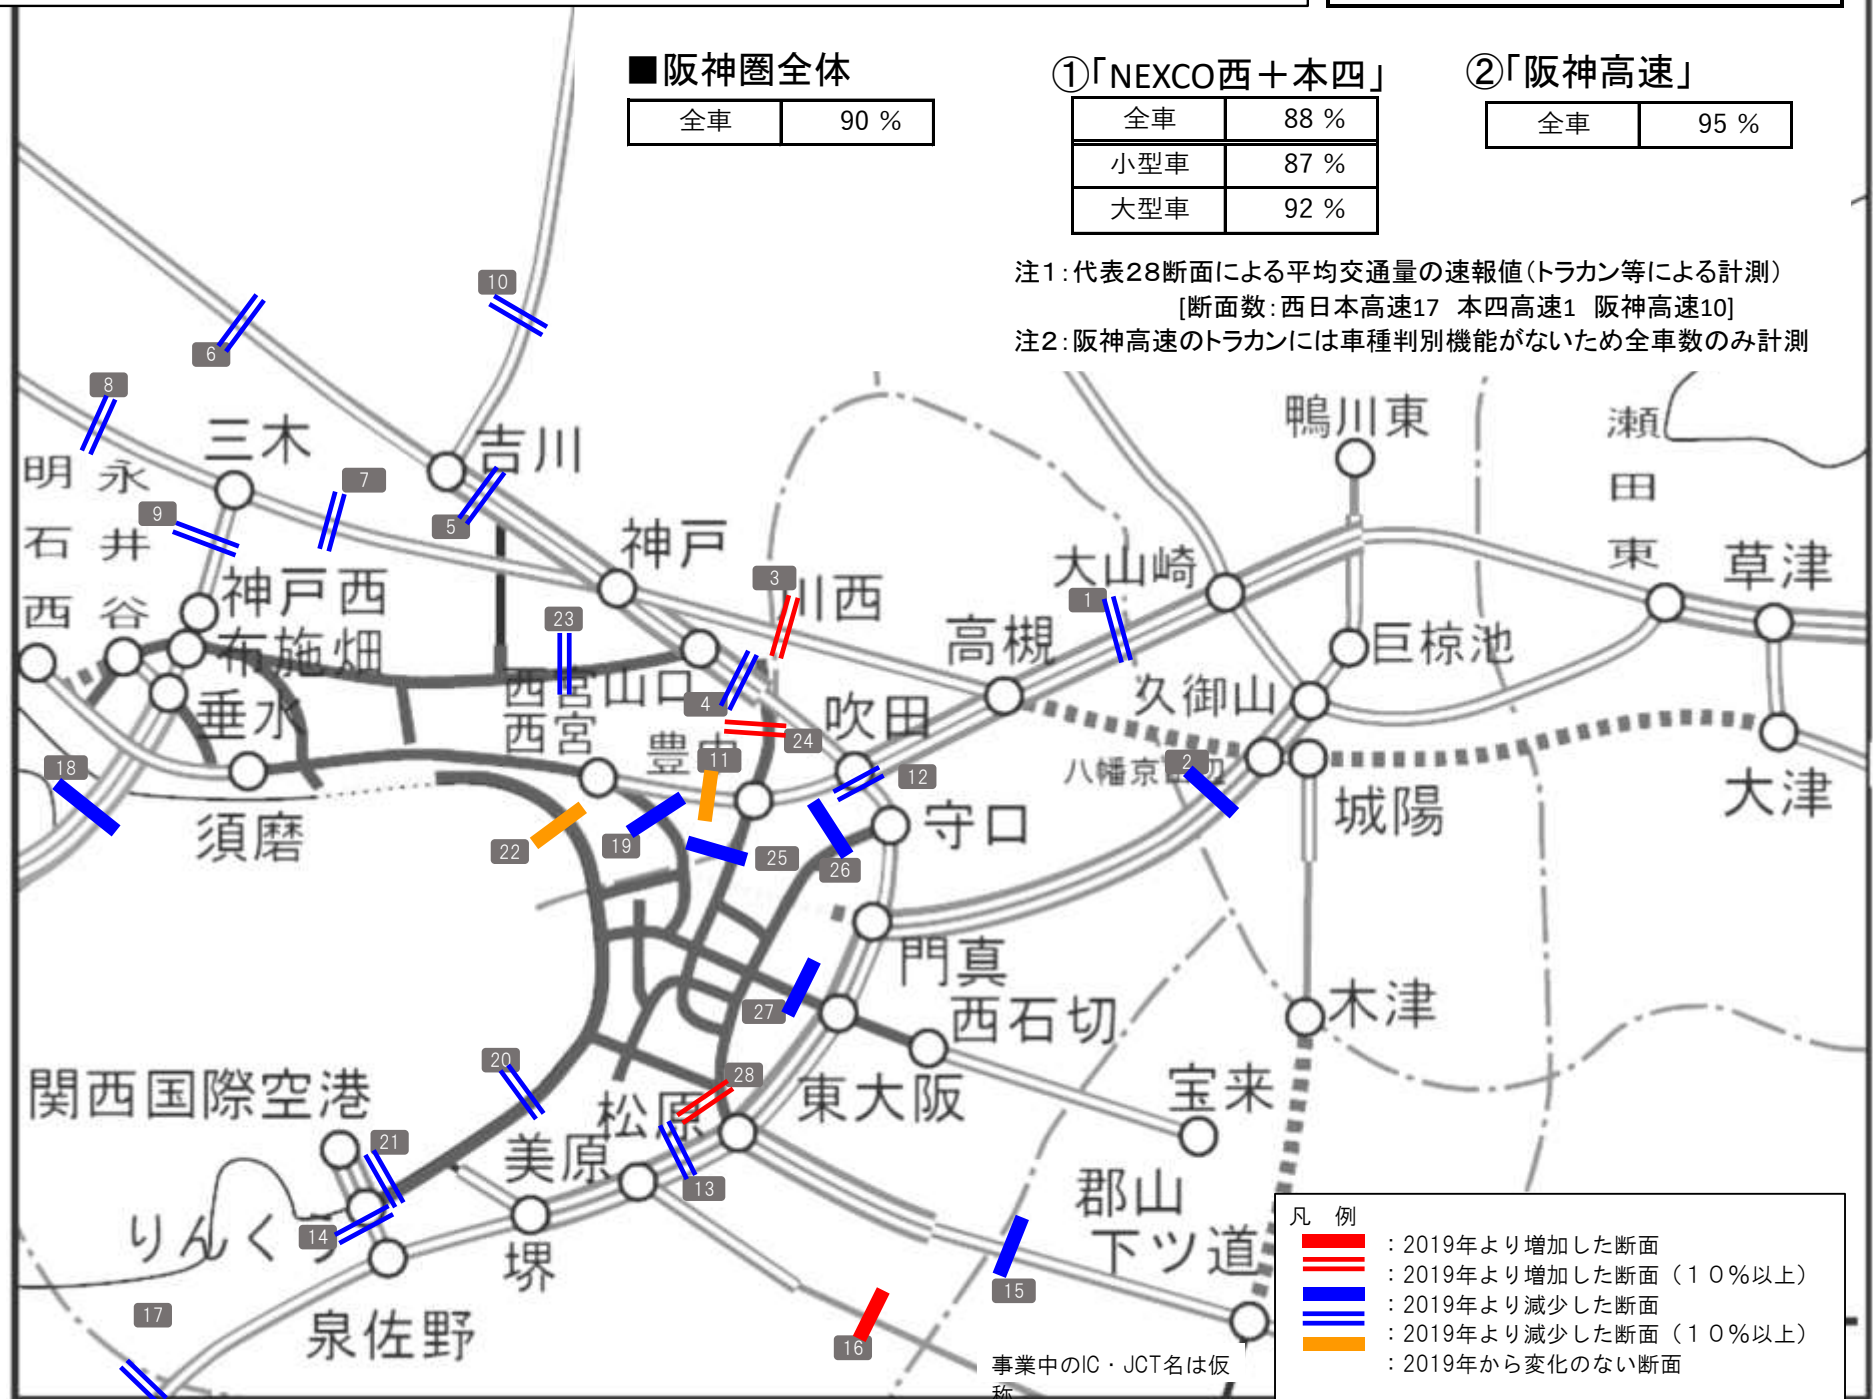 ■阪神圏全体
全車 90 %
①「NEXCO西＋本四」
全車 88 %
小型車 87 %
大型車 92 %
②「阪神高速」
全車 95 %
注１：代表２８断面による平均交通量の速報値（トラカン等による計測）
[断面数：西日本高速17 本四高速1 阪神高速10]
注２：阪神高速のトラカンには車種判別機能がないため全車数のみ計測
10
6
8
三木
吉川
鴨川東
瀬田東
明石西
永井谷
7
9
5
神戸
大山崎
草津
神戸西
3
川西
1
布施畑
23
高槻
巨椋池
西宮山口
4
久御山
垂水
西宮
吹田
豊中
24
11
12
2
18
八幡京田辺
大津
須磨
22
19
25
26
守口
城陽
門真
27
西石切
木津
関西国際空港
20
28
松原
東大阪
宝来
21
美原
13
郡山
下ツ道
りんくう
14
堺
15
17
泉佐野
16
事業中のIC・JCT名は仮
称
凡 例
：2019年より増加した断面
：2019年より増加した断面（１０％以上）
：2019年より減少した断面
：2019年より減少した断面（１０％以上）
：2019年から変化のない断面